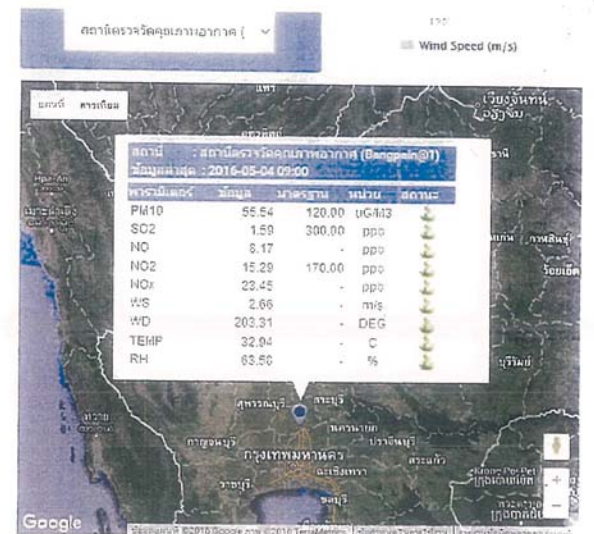 สถานีตรวจวัดคุณภาพอากาศ (
Wind Speed (m/s)
แผนที่ ดาวเทียม
แพร่
สถานี : สถานีตรวจวัดคุณภาพอากาศ (Bangpain@1)
ข้อมูลล่าสุด : 2016-05-04 09:00
พารามิเตอร์ ข้อมูล มาตรฐาน หน่วย สถานะ
PM10 55.54 120.00 uG/M3
SO2 1.59 300.00 ppb
NO 8.17 - ppb
NO2 15.29 170.00 ppb
NOx 23.45 - ppb
WS 2.66 - m/s
WD 203.31 - DEG
TEMP 32.94 - C
RH 63.50 - %
กาฬสินธุ์
ร้อยเอ็ด
บุรีรัมย์
สุพรรณบุรี สระบุรี
นครนายก
กาญจนบุรี ปราจีนบุรี
กรุงเทพมหานคร สระแก้ว
ฉะเชิงเทรา
ราชบุรี
ชลบุรี
Google